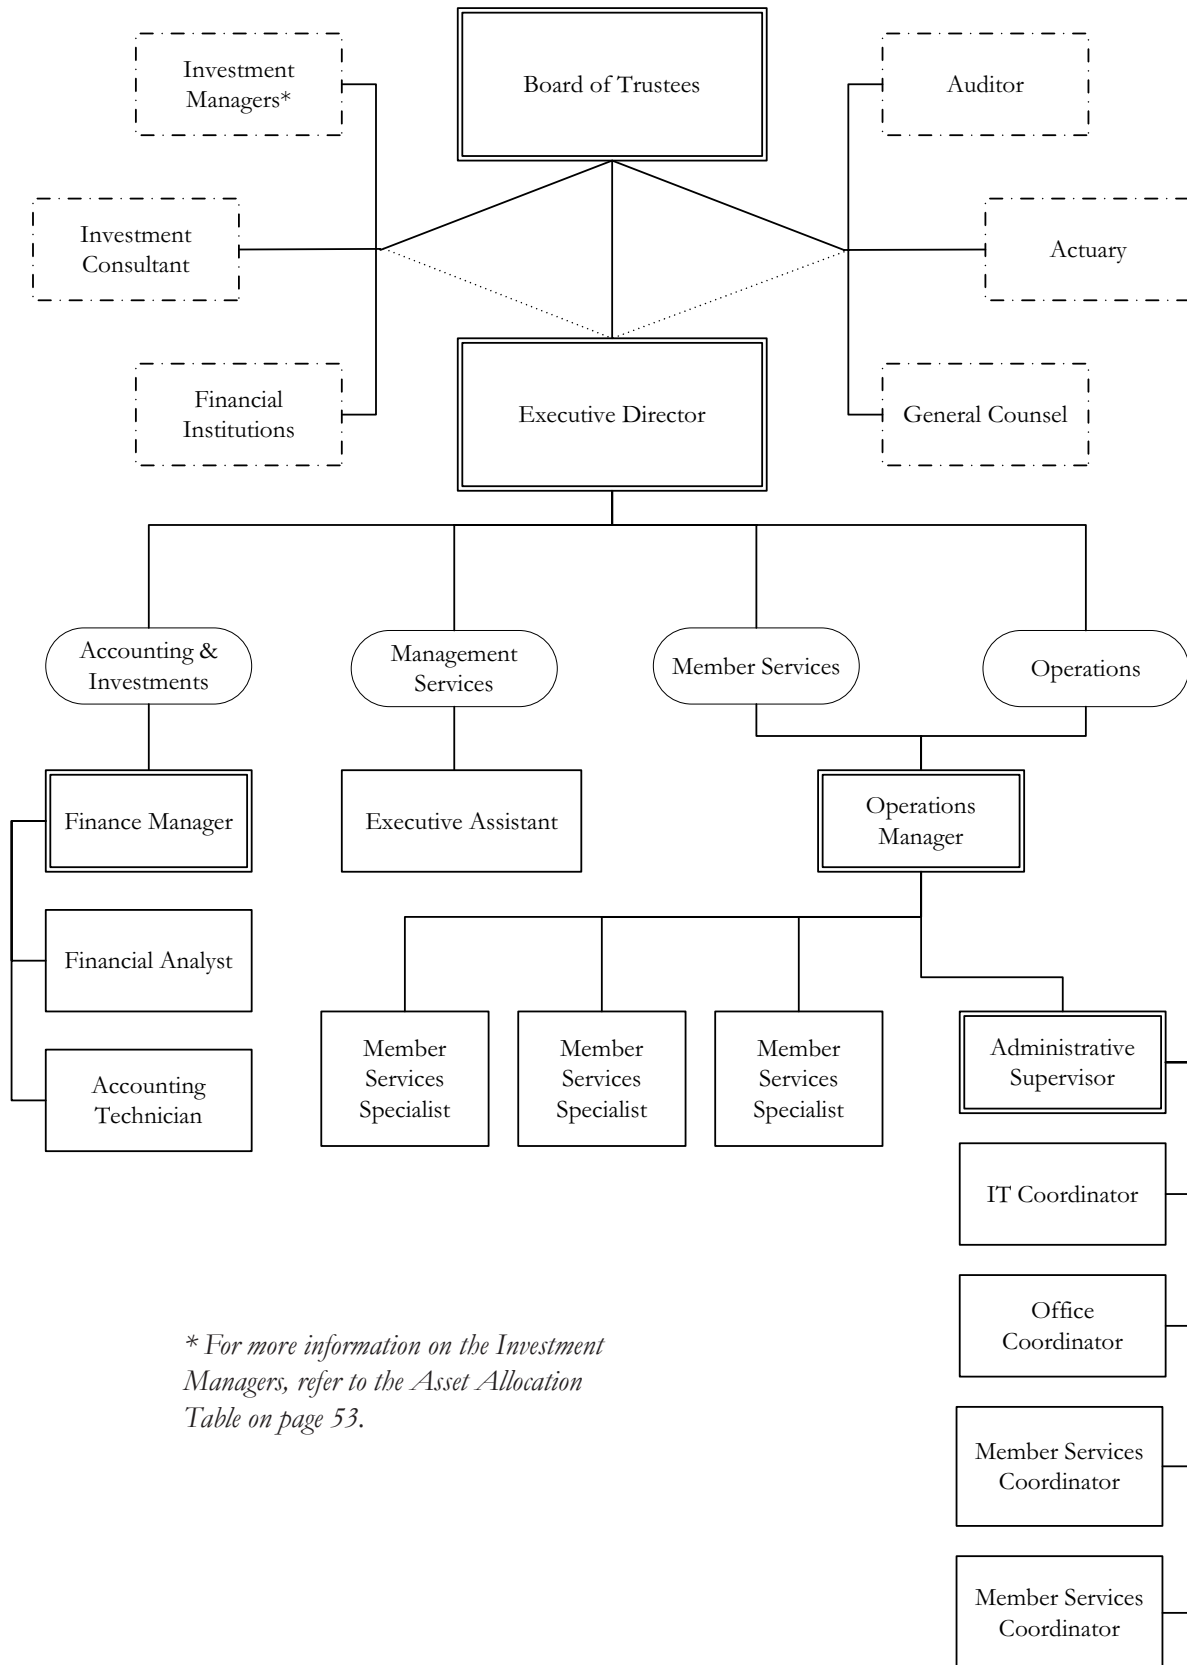 Investment
Managers*
Board of Trustees
Auditor
Investment
Consultant
Actuary
Financial
Institutions
Executive Director
General Counsel
Accounting &
Investments
Management
Services
Member Services
Operations
Finance Manager
Executive Assistant
Operations
Manager
Financial Analyst
Accounting
Technician
Member
Services
Specialist
Member
Services
Specialist
Member
Services
Specialist
Administrative
Supervisor
IT Coordinator
Office
Coordinator
Member Services
Coordinator
Member Services
Coordinator
* For more information on the Investment
Managers, refer to the Asset Allocation
Table on page 53.